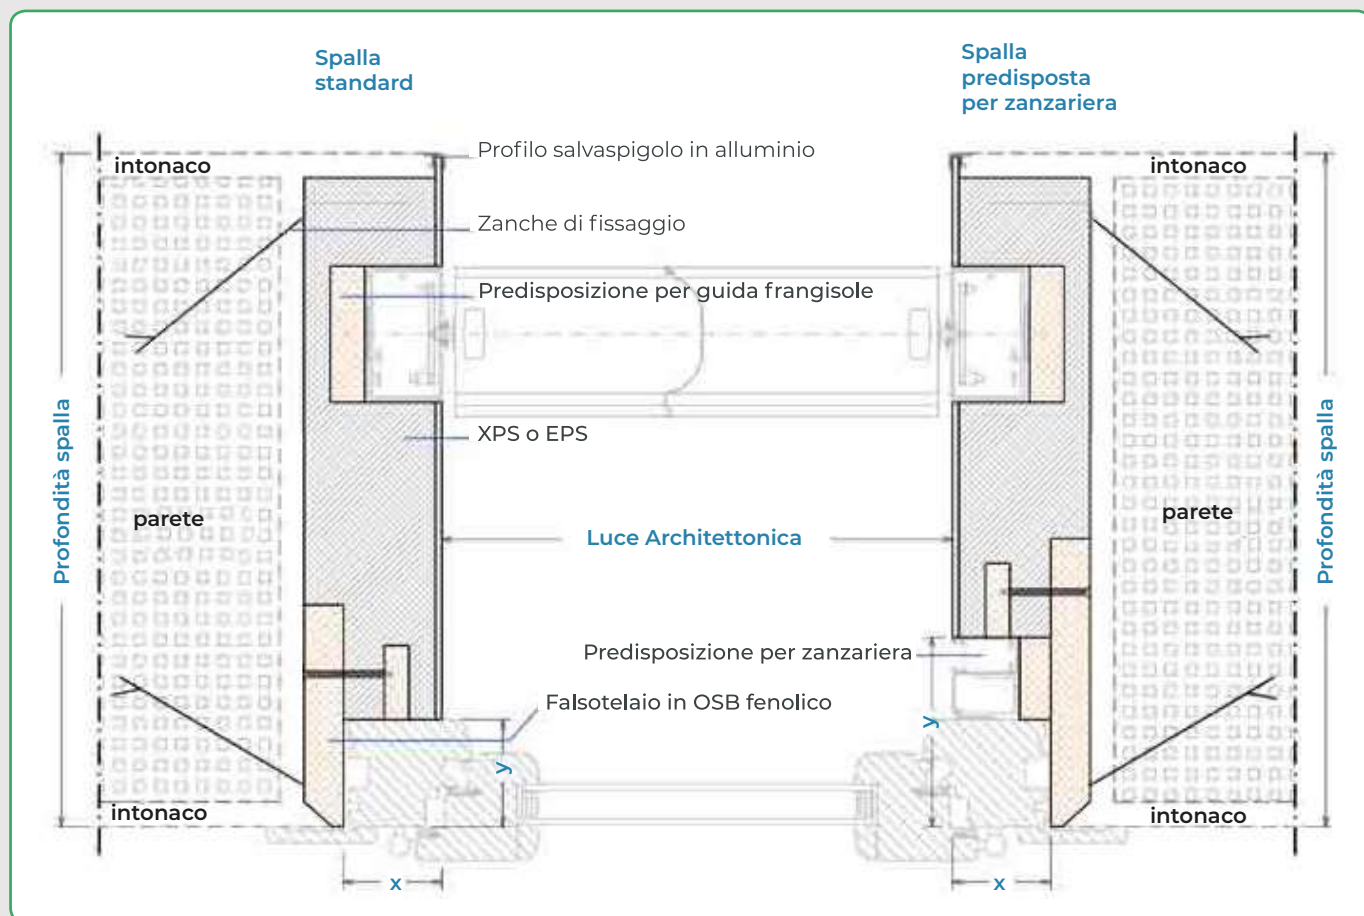 Spalla
standard
Spalla
predisposta
per zanzariera
Profilo salvaspigolo in alluminio
intonaco
intonaco
Zanche di fissaggio
Predisposizione per guida frangisole
XPS o EPS
Profondità spalla
Profondità spalla
parete
parete
Luce Architettonica
Predisposizione per zanzariera
Falsotelaio in OSB fenolico
y
y
intonaco
intonaco
x
x